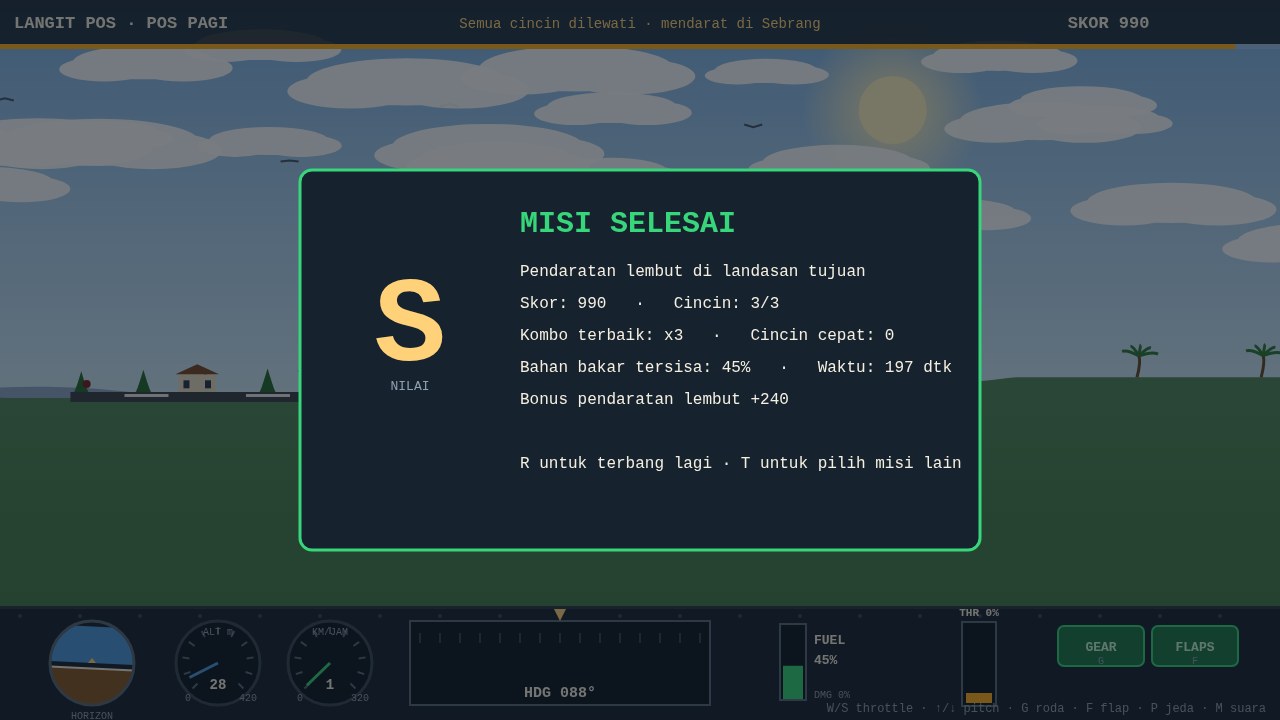 LANGIT POS · POS PAGI
Semua cincin dilewati · mendarat di Sebrang
SKOR 990
MISI SELESAI
Pendaratan lembut di landasan tujuan
Skor: 990 · Cincin: 3/3
Kombo terbaik: x3 · Cincin cepat: 0
Bahan bakar tersisa: 45% · Waktu: 197 dtk
Bonus pendaratan lembut +240
S
NILAI
R untuk terbang lagi · T untuk pilih misi lain
HORIZON
ALT m
28
0 420
KM/JAM
1
0 320
HDG 088°
FUEL
45%
DMG 0%
THR 0%
GEAR
G
FLAPS
F
W/S throttle · ↑/↓ pitch · G roda · F flap · P jeda · M suara